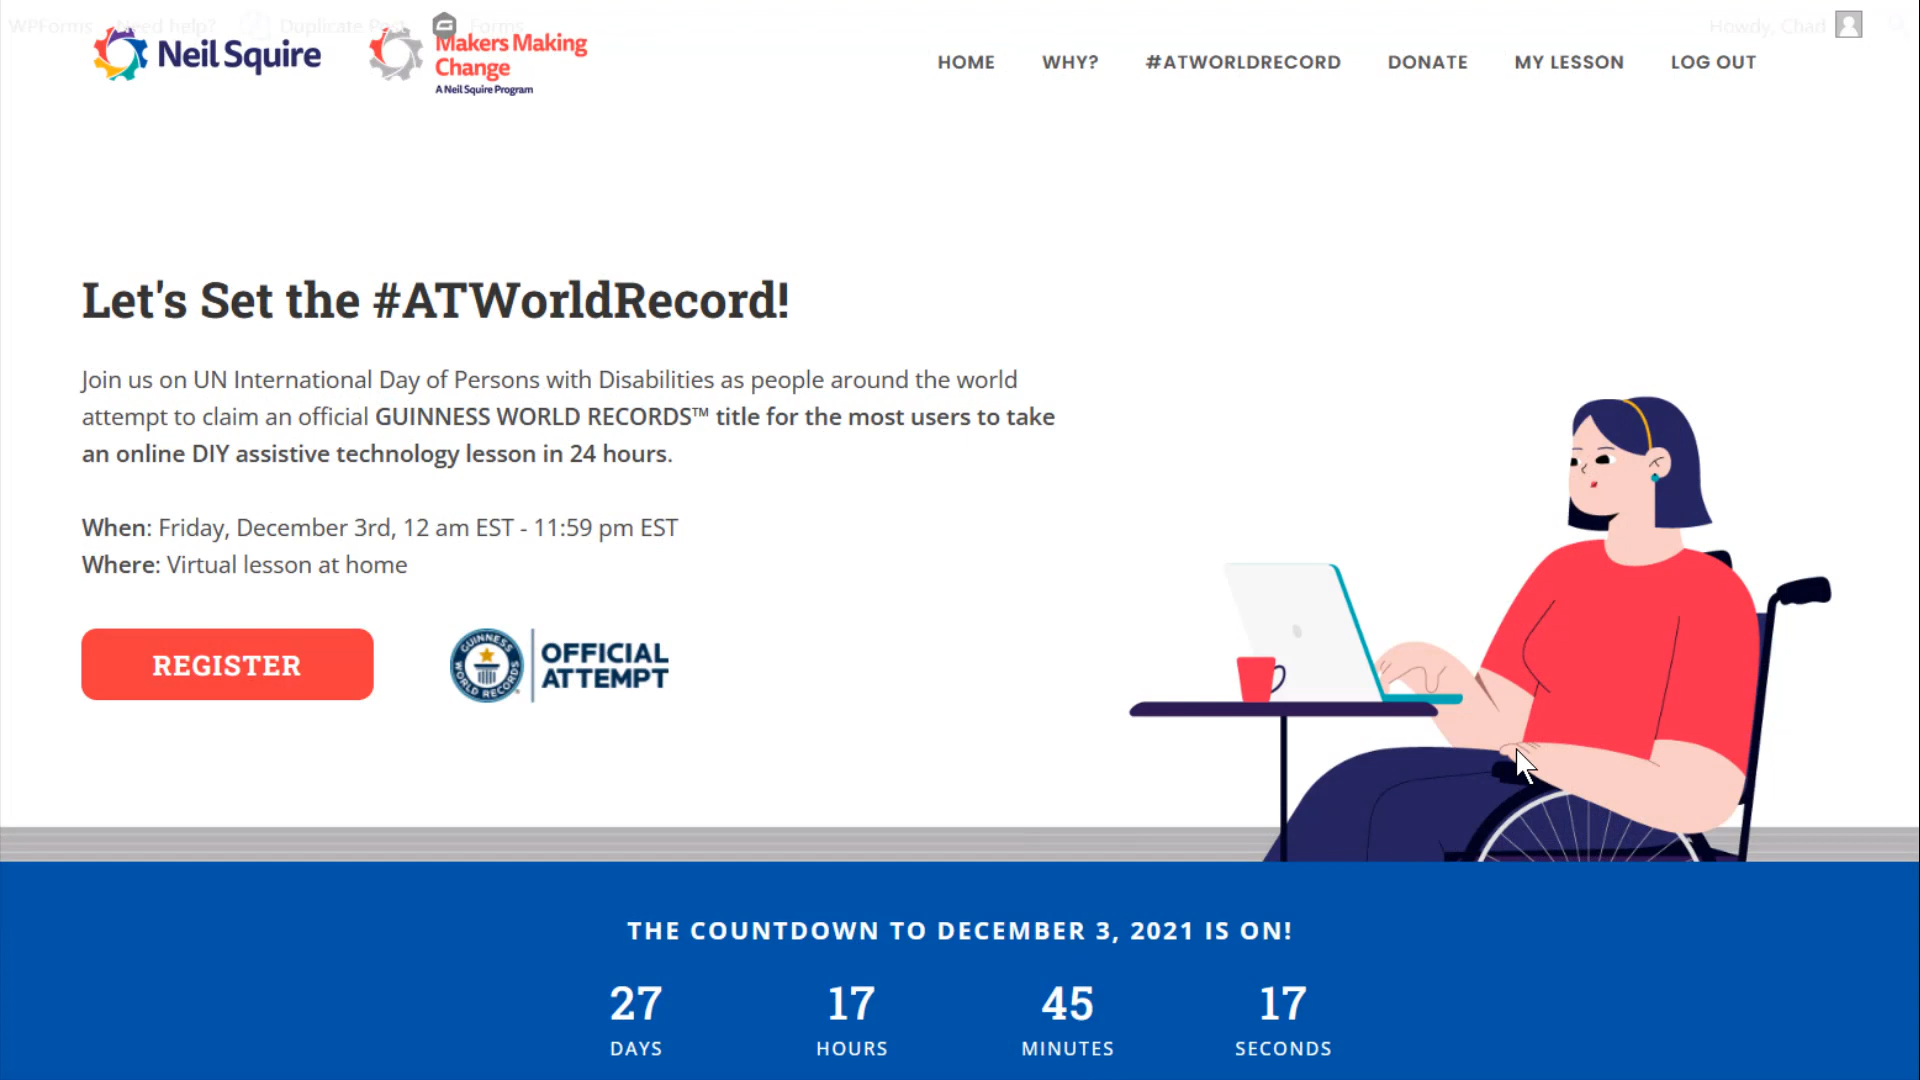 WPForms Need help? Duplicate Post Forms Howdy, Chad
Neil Squire
Makers Making
Change
A Neil Squire Program
HOME WHY? #ATWORLDRECORD DONATE MY LESSON LOG OUT
Let's Set the #ATWorldRecord!
Join us on UN International Day of Persons with Disabilities as people around the world
attempt to claim an official GUINNESS WORLD RECORDS™ title for the most users to take
an online DIY assistive technology lesson in 24 hours.
When: Friday, December 3rd, 12 am EST - 11:59 pm EST
Where: Virtual lesson at home
REGISTER
GUINNESS WORLD RECORDS
OFFICIAL
ATTEMPT
THE COUNTDOWN TO DECEMBER 3, 2021 IS ON!
27 17 45 17
DAYS HOURS MINUTES SECONDS